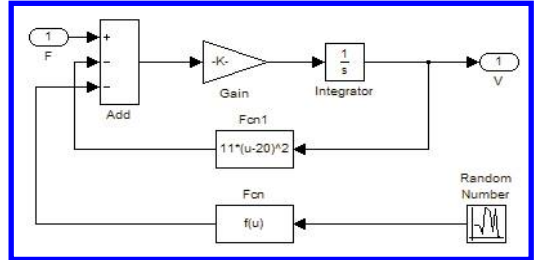 1
F
+
−
−
Add
-K-
Gain
1
s
Integrator
1
V
Fcn1
11*(u-20)^2
Fcn
f(u)
Random
Number